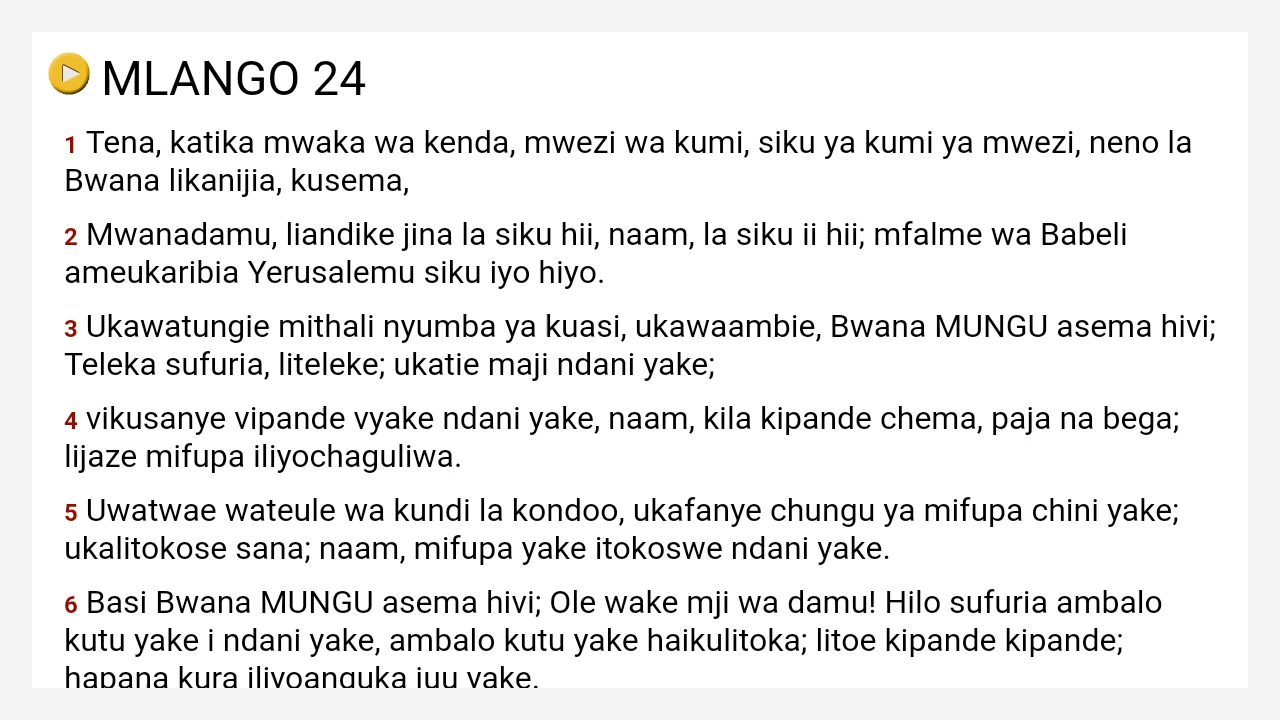 MLANGO 24
1 Tena, katika mwaka wa kenda, mwezi wa kumi, siku ya kumi ya mwezi, neno la
Bwana likanijia, kusema,
2 Mwanadamu, liandike jina la siku hii, naam, la siku ii hii; mfalme wa Babeli
ameukaribia Yerusalemu siku iyo hiyo.
3 Ukawatungie mithali nyumba ya kuasi, ukawaambie, Bwana MUNGU asema hivi;
Teleka sufuria, liteleke; ukatie maji ndani yake;
4 vikusanye vipande vyake ndani yake, naam, kila kipande chema, paja na bega;
lijaze mifupa iliyochaguliwa.
5 Uwatwae wateule wa kundi la kondoo, ukafanye chungu ya mifupa chini yake;
ukalitokose sana; naam, mifupa yake itokoswe ndani yake.
6 Basi Bwana MUNGU asema hivi; Ole wake mji wa damu! Hilo sufuria ambalo
kutu yake i ndani yake, ambalo kutu yake haikulitoka; litoe kipande kipande;
hapana kura iliyoanguka juu yake.